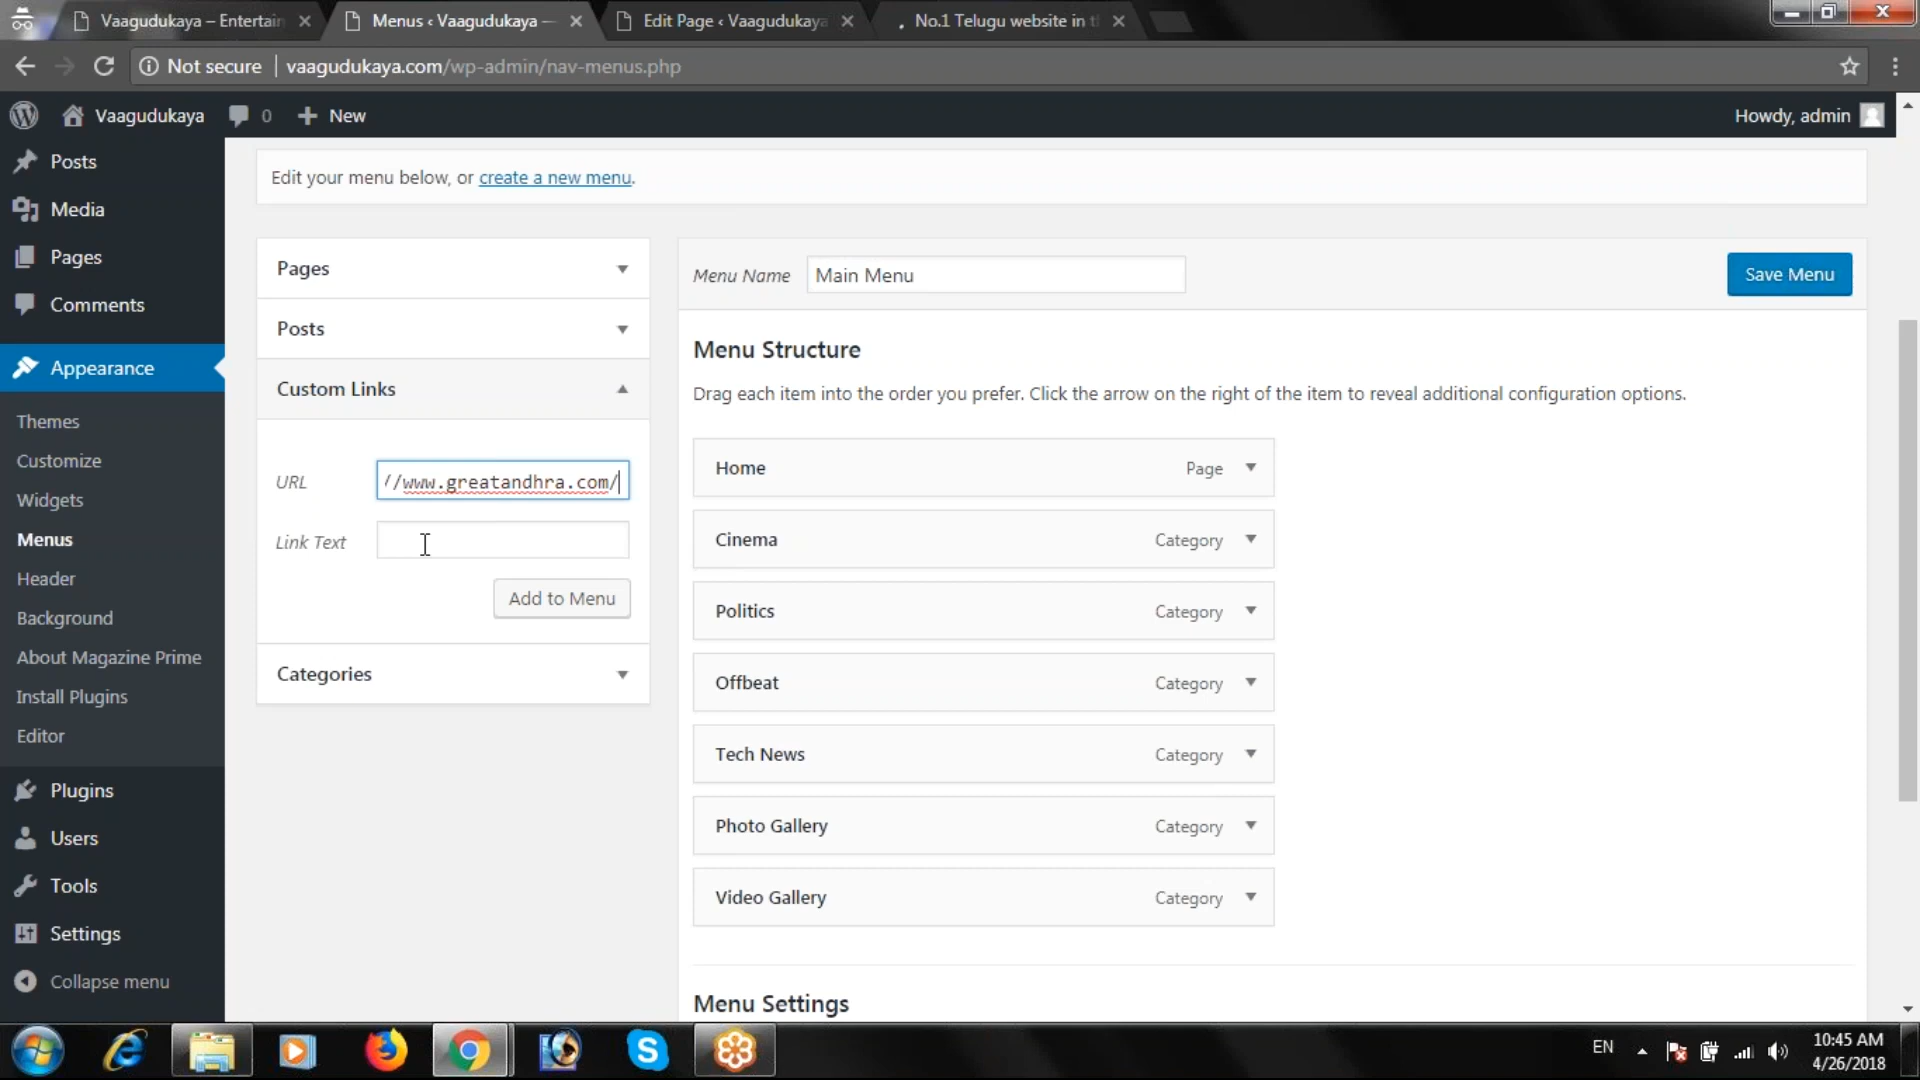 Vaagudukaya – Entertain
Menus ‹ Vaagudukaya —
Edit Page ‹ Vaagudukaya
No.1 Telugu website in t
Not secure
vaagudukaya.com/wp-admin/nav-menus.php
Vaagudukaya
0
New
Howdy, admin
Posts
Media
Pages
Comments
Appearance
Themes
Customize
Widgets
Menus
Header
Background
About Magazine Prime
Install Plugins
Editor
Plugins
Users
Tools
Settings
Collapse menu
Edit your menu below, or create a new menu.
Pages
Posts
Custom Links
URL
//www.greatandhra.com/
Link Text
Add to Menu
Categories
Menu Name
Main Menu
Save Menu
Menu Structure
Drag each item into the order you prefer. Click the arrow on the right of the item to reveal additional configuration options.
Home Page
Cinema Category
Politics Category
Offbeat Category
Tech News Category
Photo Gallery Category
Video Gallery Category
Menu Settings
EN
10:45 AM
4/26/2018